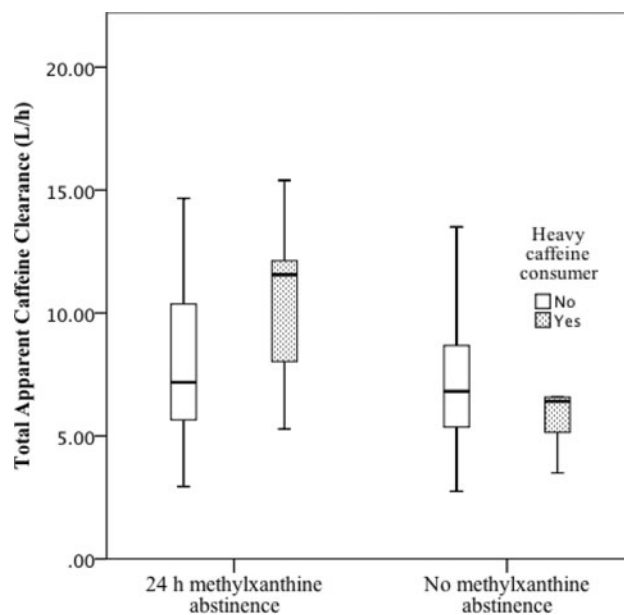 Total Apparent Caffeine Clearance (L/h)
20.00
15.00
10.00
5.00
.00
Heavy
caffeine
consumer
No
Yes
24 h methylxanthine
abstinence
No methylxanthine
abstinence